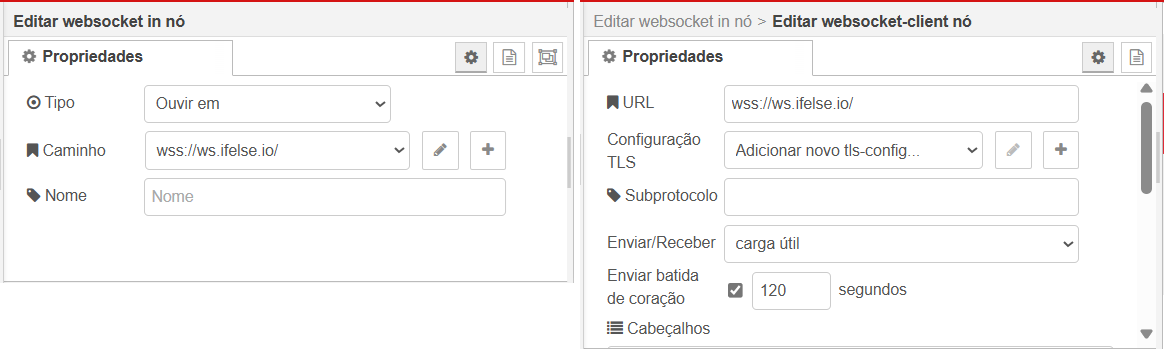 Editar websocket in nó
Propriedades
Tipo
Ouvir em
Caminho
wss://ws.ifelse.io/
Nome
Nome
Editar websocket in nó > Editar websocket-client nó
Propriedades
URL
wss://ws.ifelse.io/
Configuração
TLS
Adicionar novo tls-config...
Subprotocolo
Enviar/Receber
carga útil
Enviar batida
de coração
120
segundos
Cabeçalhos